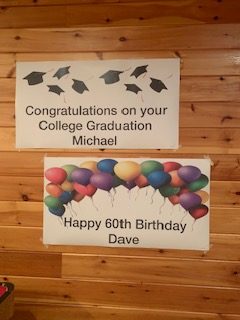 Congratulations on your
College Graduation
Michael
Happy 60th Birthday
Dave